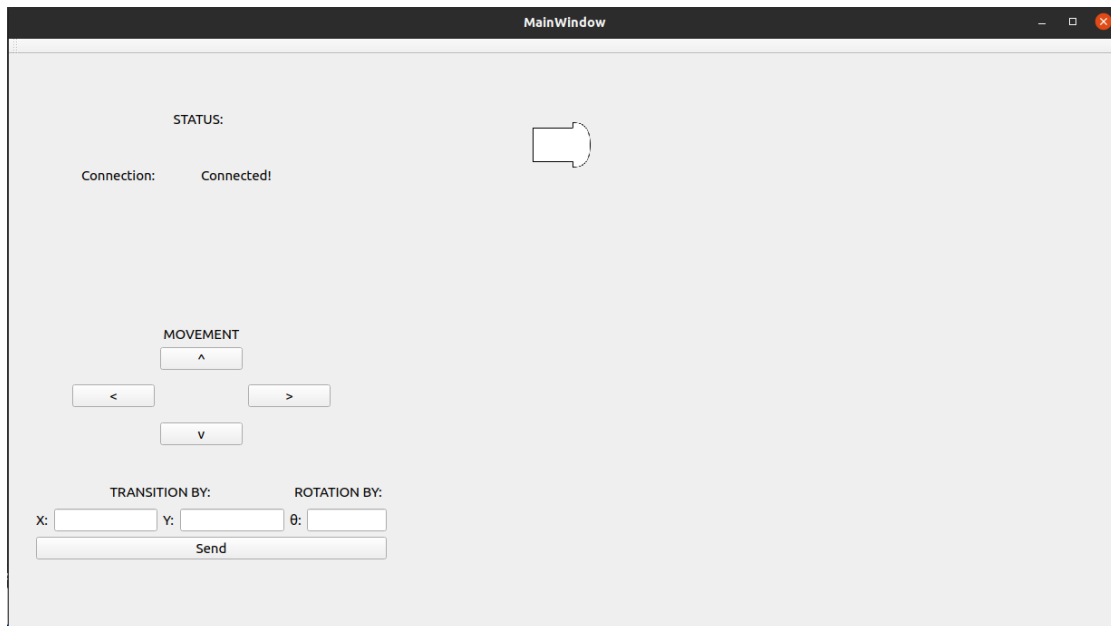 MainWindow
STATUS:
Connection: Connected!
MOVEMENT
^
< >
v
TRANSITION BY: ROTATION BY:
X: Y: θ:
Send